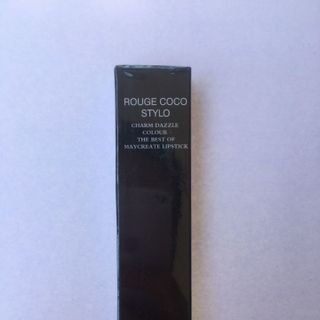 ROUGE COCO
STYLO
CHARM DAZZLE
COLOUR
THE BEST OF
MAYCREATE LIPSTICK